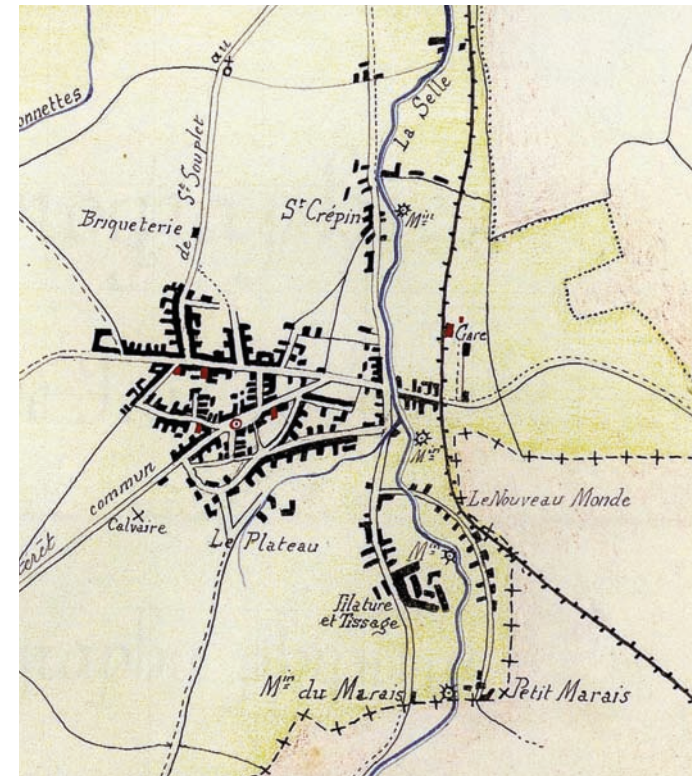 au
La Selle
onnettes
de St Souplet
Briqueterie
St Crépin
Min
Gare
Min
commun
Le Nouveau Monde
Calvaire
Le Plateau
Min
érêt
Filature
et Tissage
Min du Marais
Petit Marais